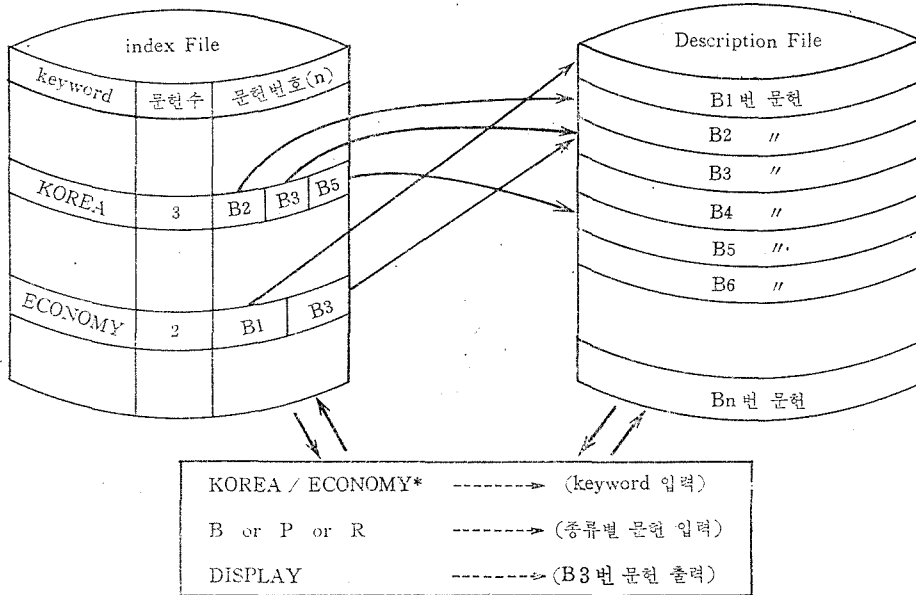 index File
keyword 문헌수 문헌번호(n)
KOREA 3 B2 B3 B5
ECONOMY 2 B1 B3
Description File
B1번 문헌
B2 〃
B3 〃
B4 〃
B5 〃
B6 〃
Bn번 문헌
KOREA / ECONOMY* (keyword 입력)
B or P or R (종류별 문헌 입력)
DISPLAY (B3번 문헌 출력)